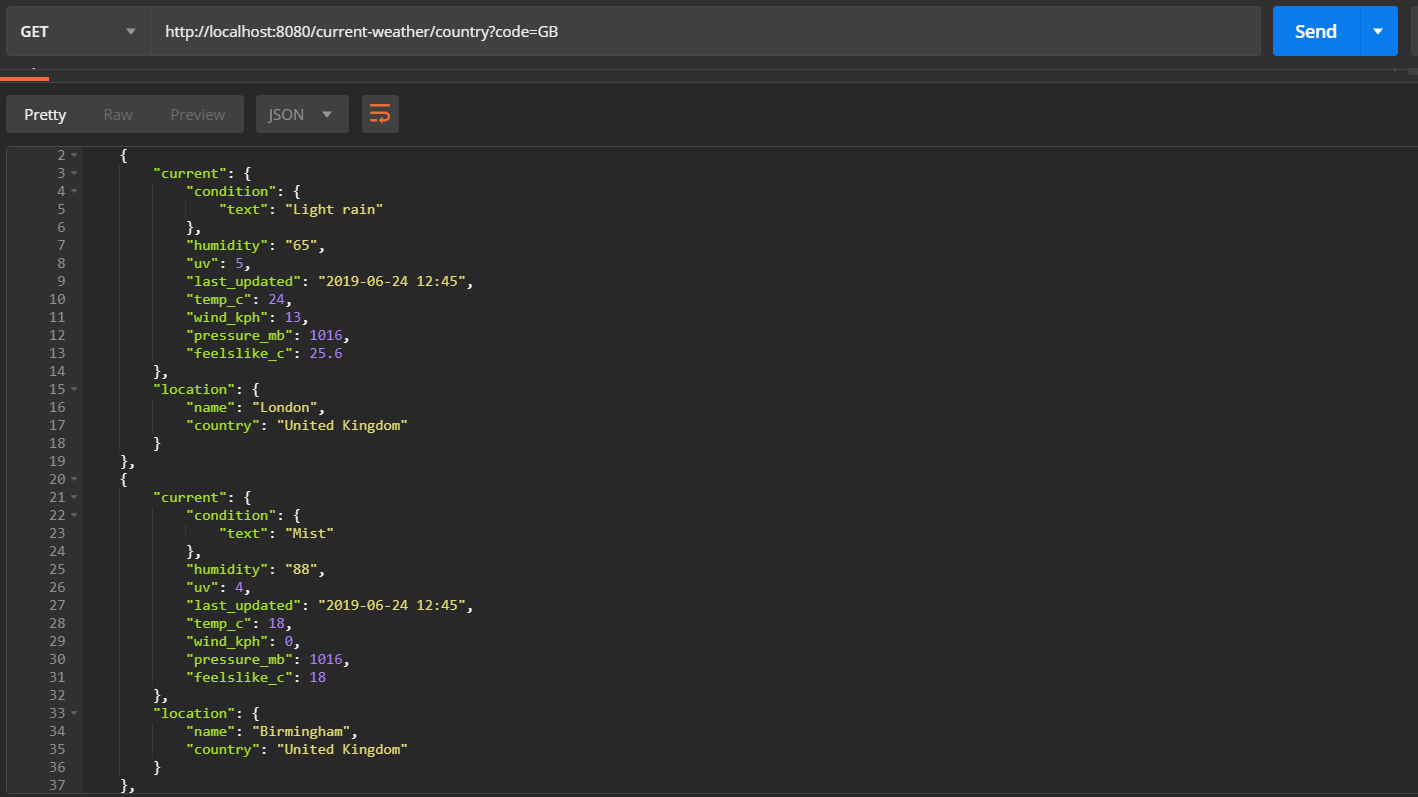 GET http://localhost:8080/current-weather/country?code=GB Send
Pretty Raw Preview JSON
2 {
3 "current": {
4 "condition": {
5 "text": "Light rain"
6 },
7 "humidity": "65",
8 "uv": 5,
9 "last_updated": "2019-06-24 12:45",
10 "temp_c": 24,
11 "wind_kph": 13,
12 "pressure_mb": 1016,
13 "feelslike_c": 25.6
14 },
15 "location": {
16 "name": "London",
17 "country": "United Kingdom"
18 }
19 },
20 {
21 "current": {
22 "condition": {
23 "text": "Mist"
24 },
25 "humidity": "88",
26 "uv": 4,
27 "last_updated": "2019-06-24 12:45",
28 "temp_c": 18,
29 "wind_kph": 0,
30 "pressure_mb": 1016,
31 "feelslike_c": 18
32 },
33 "location": {
34 "name": "Birmingham",
35 "country": "United Kingdom"
36 }
37 },